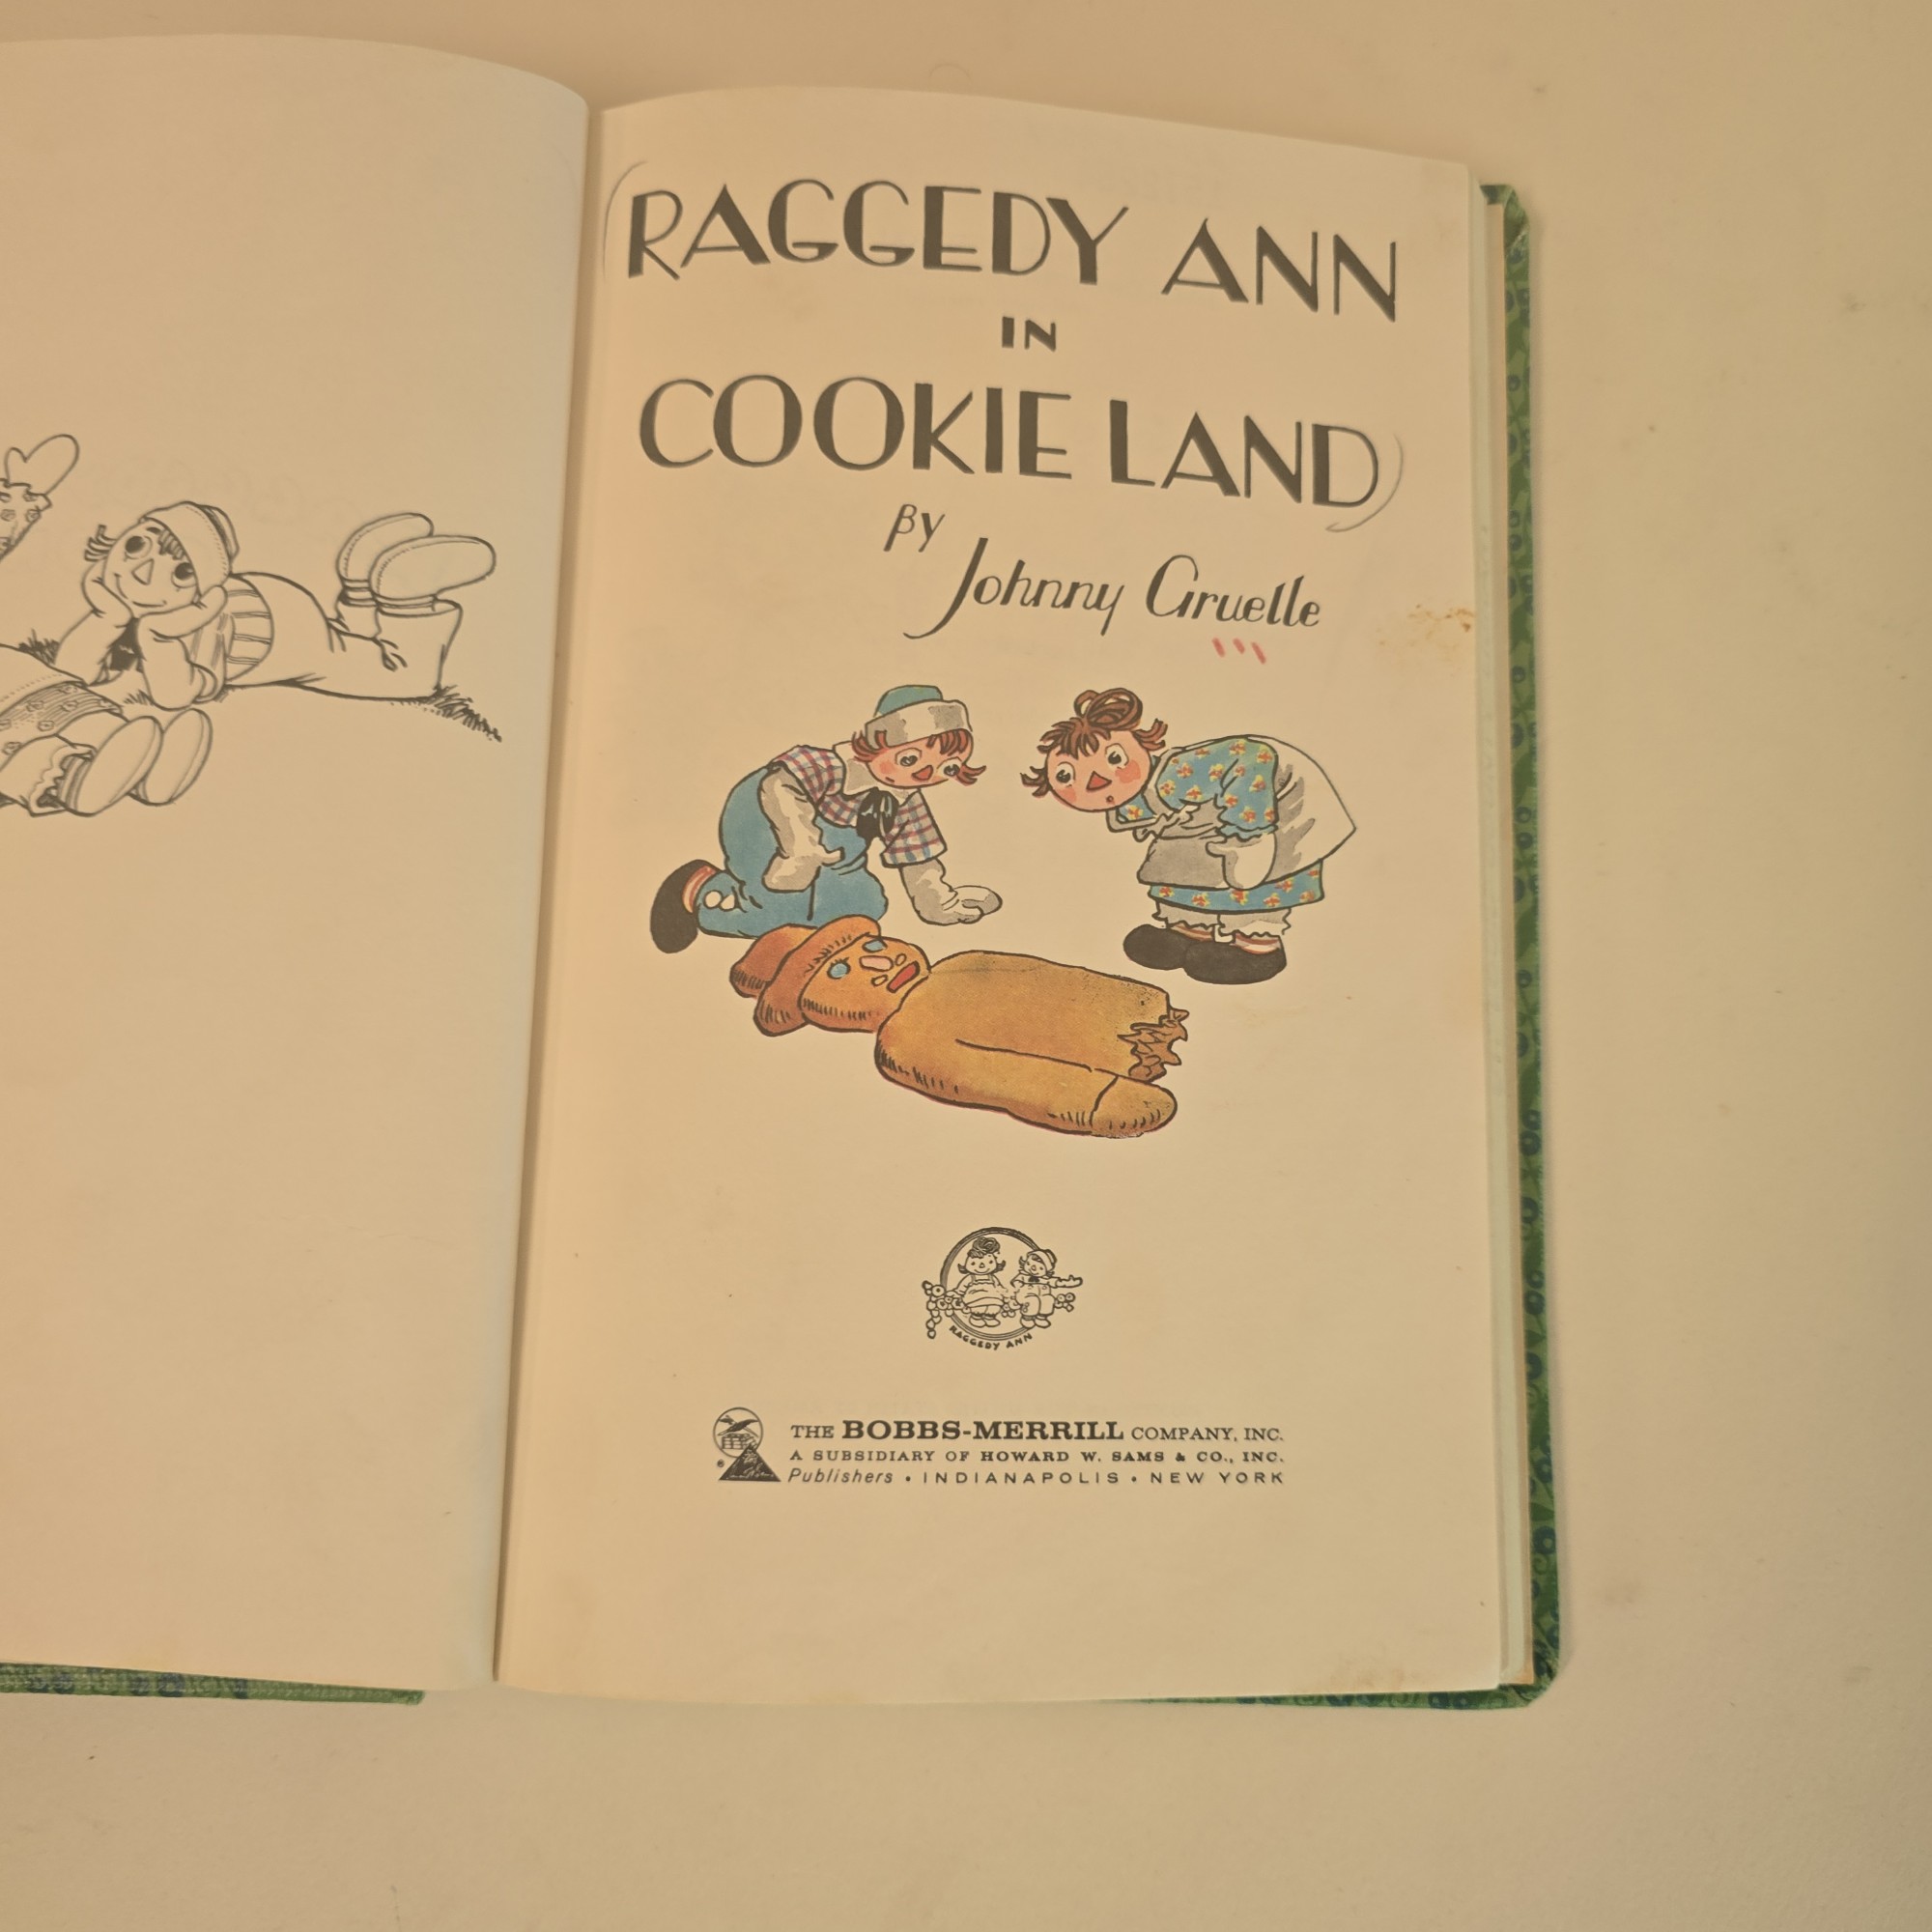 RAGGEDY ANN
IN
COOKIE LAND
By
Johnny Gruelle
RAGGEDY ANN
THE BOBBS-MERRILL COMPANY, INC.
A SUBSIDIARY OF HOWARD W. SAMS & CO., INC.
Publishers • INDIANAPOLIS • NEW YORK